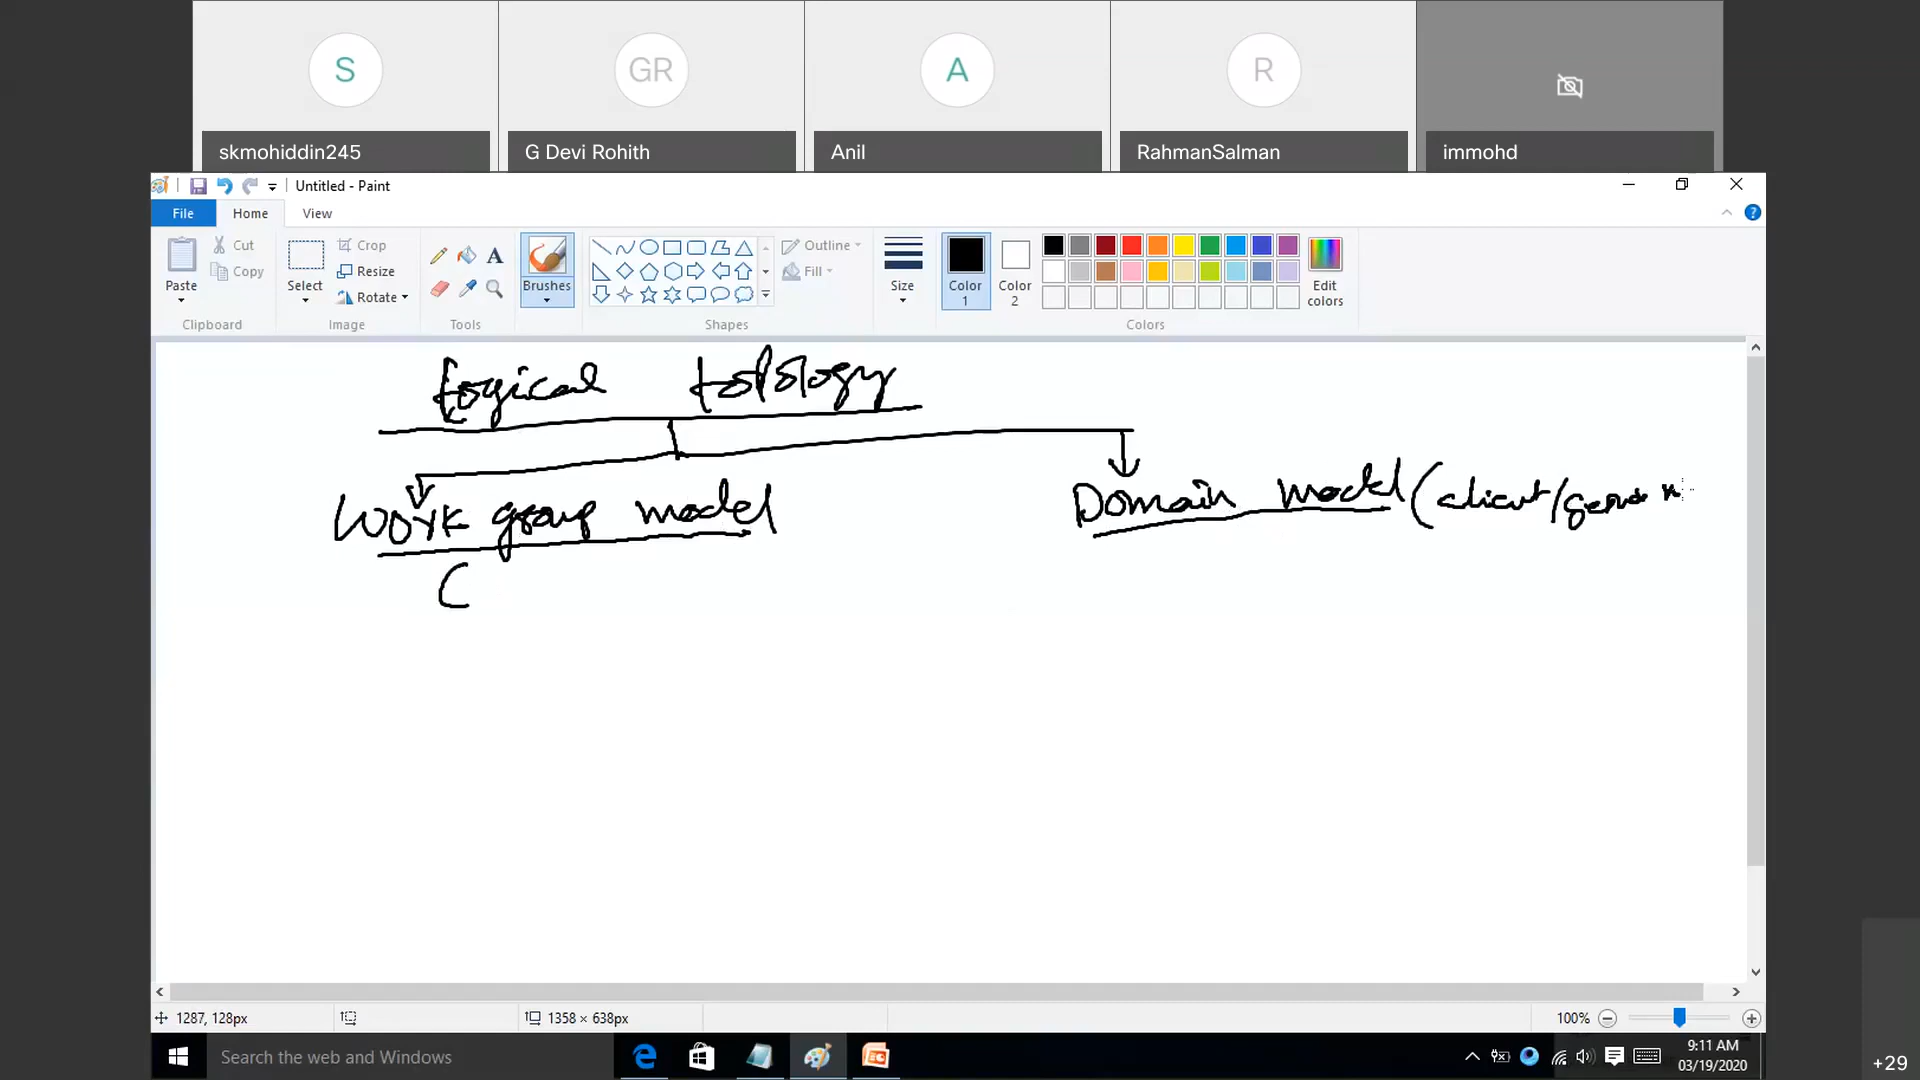 S GR A R
skmohiddin245 G Devi Rohith Anil RahmanSalman immohd
Untitled - Paint
File Home View
Paste Cut Copy Select Crop Resize Rotate A Brushes Outline Fill Size Color 1 Color 2 Edit colors
Clipboard Image Tools Shapes Colors
Logical topology
Work group model Domain model (client/server
(
1287, 128px 1358 × 638px 100%
Search the web and Windows 9:11 AM
03/19/2020
+29